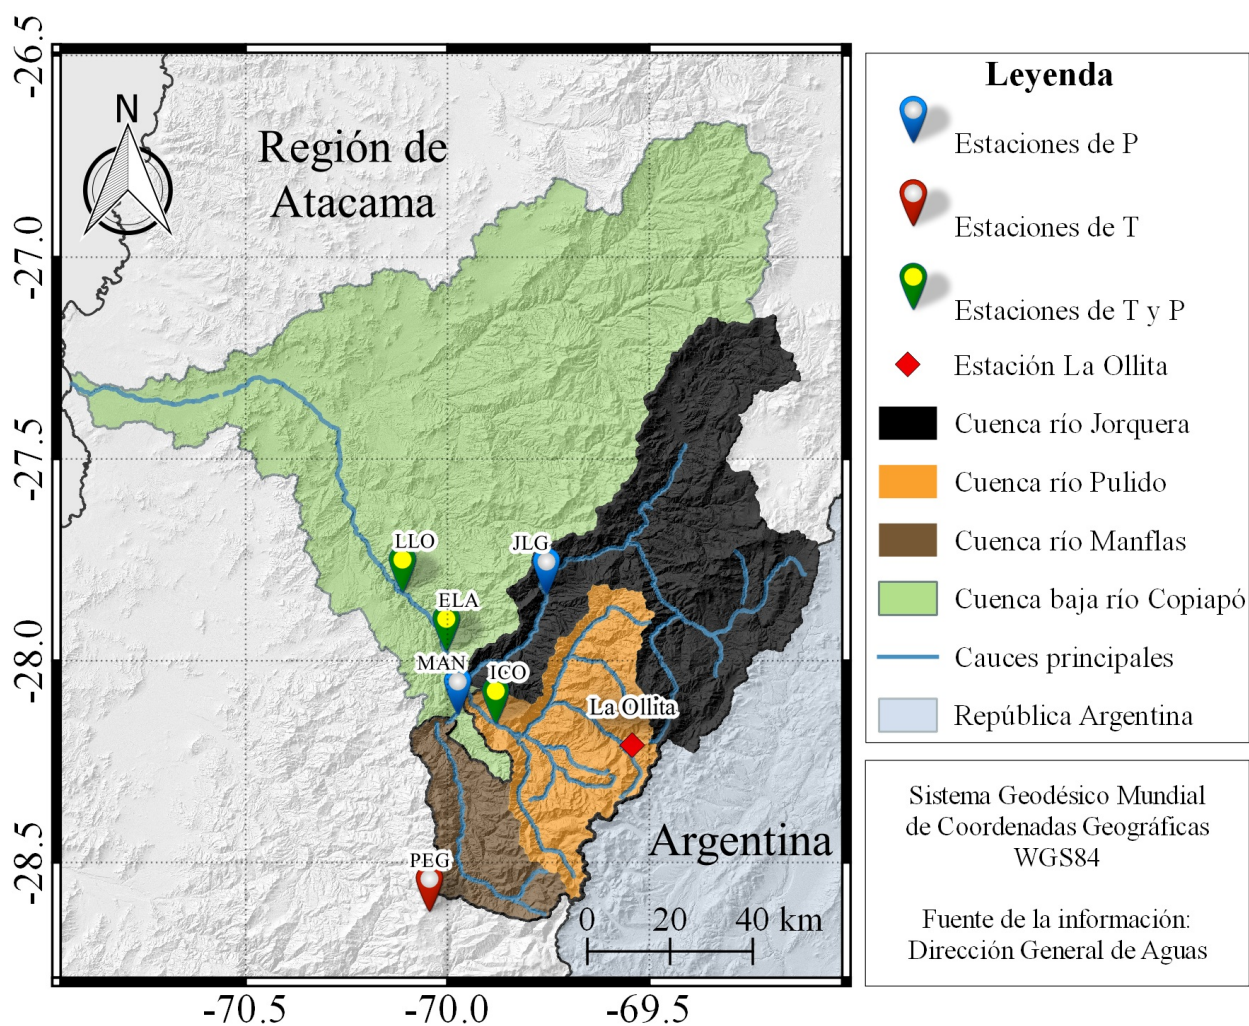 -26.5
-27.0
-27.5
-28.0
-28.5
-70.5
-70.0
-69.5
N
Región de
Atacama
LLO
JLG
ELA
MAN
ICO
La Ollita
PEG
Argentina
0 20 40 km
Leyenda
Estaciones de P
Estaciones de T
Estaciones de T y P
Estación La Ollita
Cuenca río Jorquera
Cuenca río Pulido
Cuenca río Manflas
Cuenca baja río Copiapó
Cauces principales
República Argentina
Sistema Geodésico Mundial
de Coordenadas Geográficas
WGS84
Fuente de la información:
Dirección General de Aguas